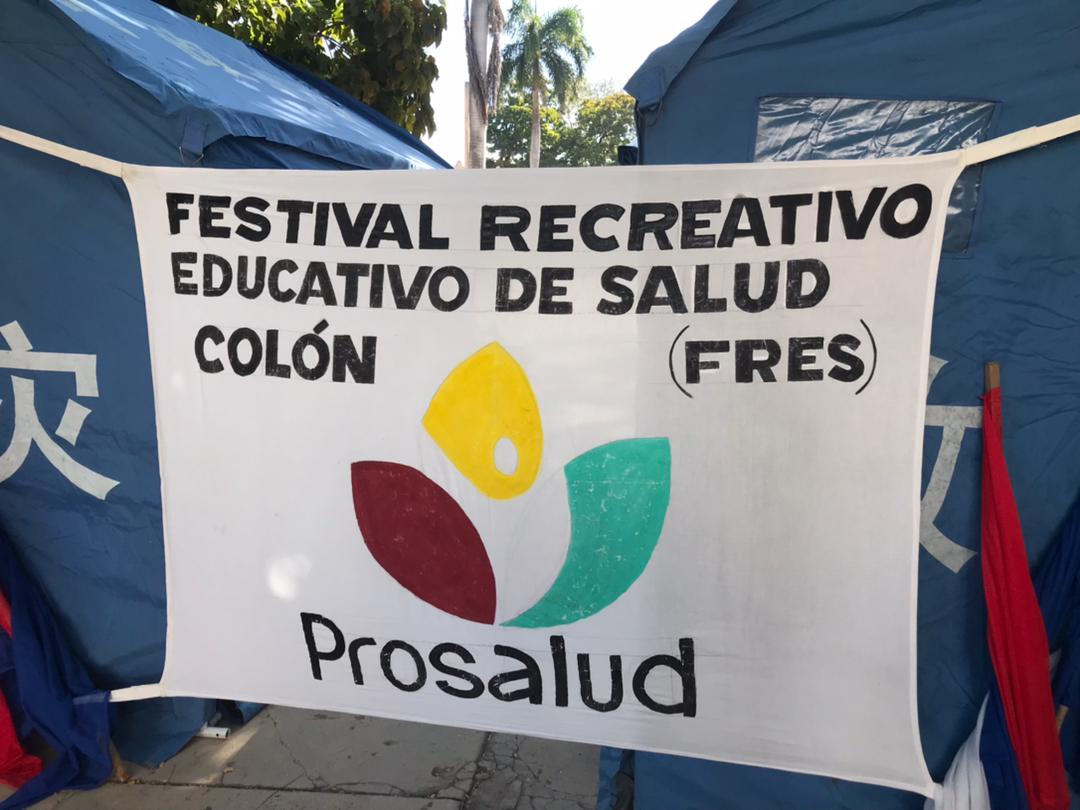 FESTIVAL RECREATIVO
EDUCATIVO DE SALUD
COLÓN (FRES)
Prosalud